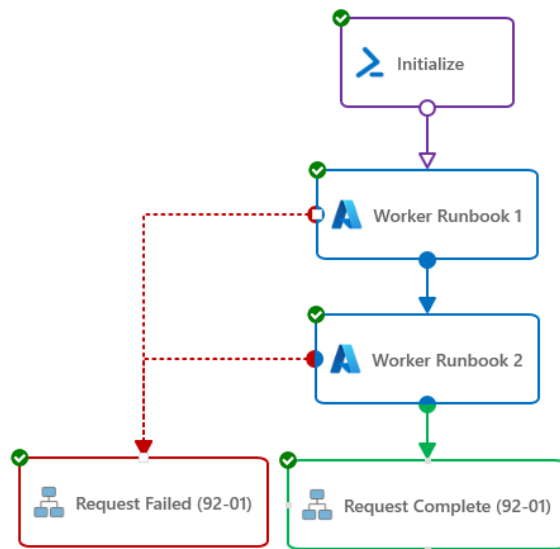 Initialize
Worker Runbook 1
Worker Runbook 2
Request Failed (92-01)
Request Complete (92-01)